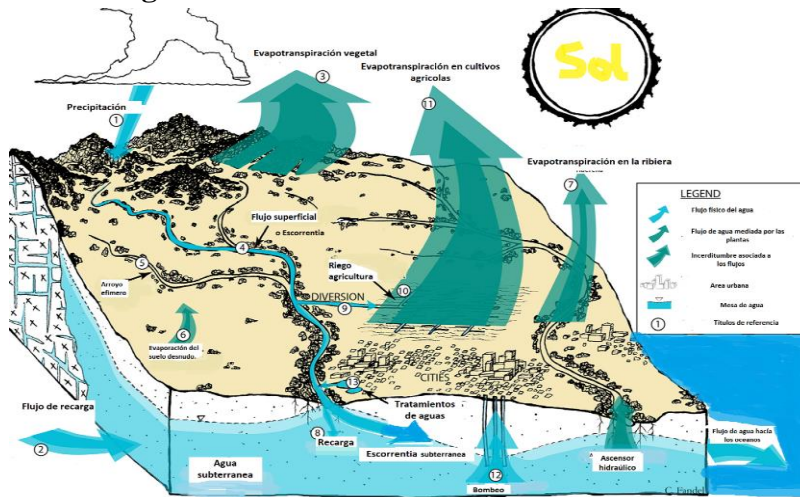 Sol
Evapotranspiración vegetal
3
Evapotranspiración en cultivos
agrícolas
11
Precipitación
1
Evapotranspiración en la ribiera
7
LEGEND
Flujo físico del agua
Flujo de agua mediada por las
plantas
Incerditumbre asociada a
los flujos
Area urbana
Mesa de agua
1
Títulos de referencia
Flujo superficial
o Escorrentia
4
5
Arroyo
efimero
Riego
agricultura
10
DIVERSION
9
6
Evaporación del
suelo desnudo.
CITIES
13
Tratamientos
de aguas
Flujo de recarga
2
8
Recarga
Escorrentia subterranea
Agua
subterranea
12
Bombeo
Ascensor
hidraúlico
Flujo de agua hacía
los oceanos
C. Fandel